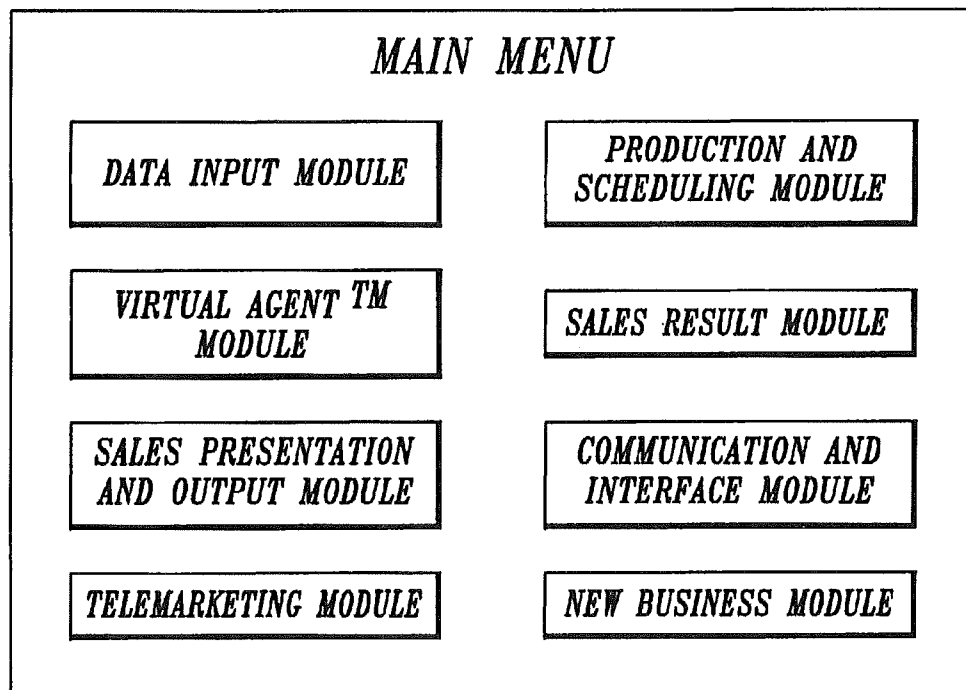 MAIN MENU
DATA INPUT MODULE
PRODUCTION AND
SCHEDULING MODULE
VIRTUAL AGENT TM
MODULE
SALES RESULT MODULE
SALES PRESENTATION
AND OUTPUT MODULE
COMMUNICATION AND
INTERFACE MODULE
TELEMARKETING MODULE
NEW BUSINESS MODULE